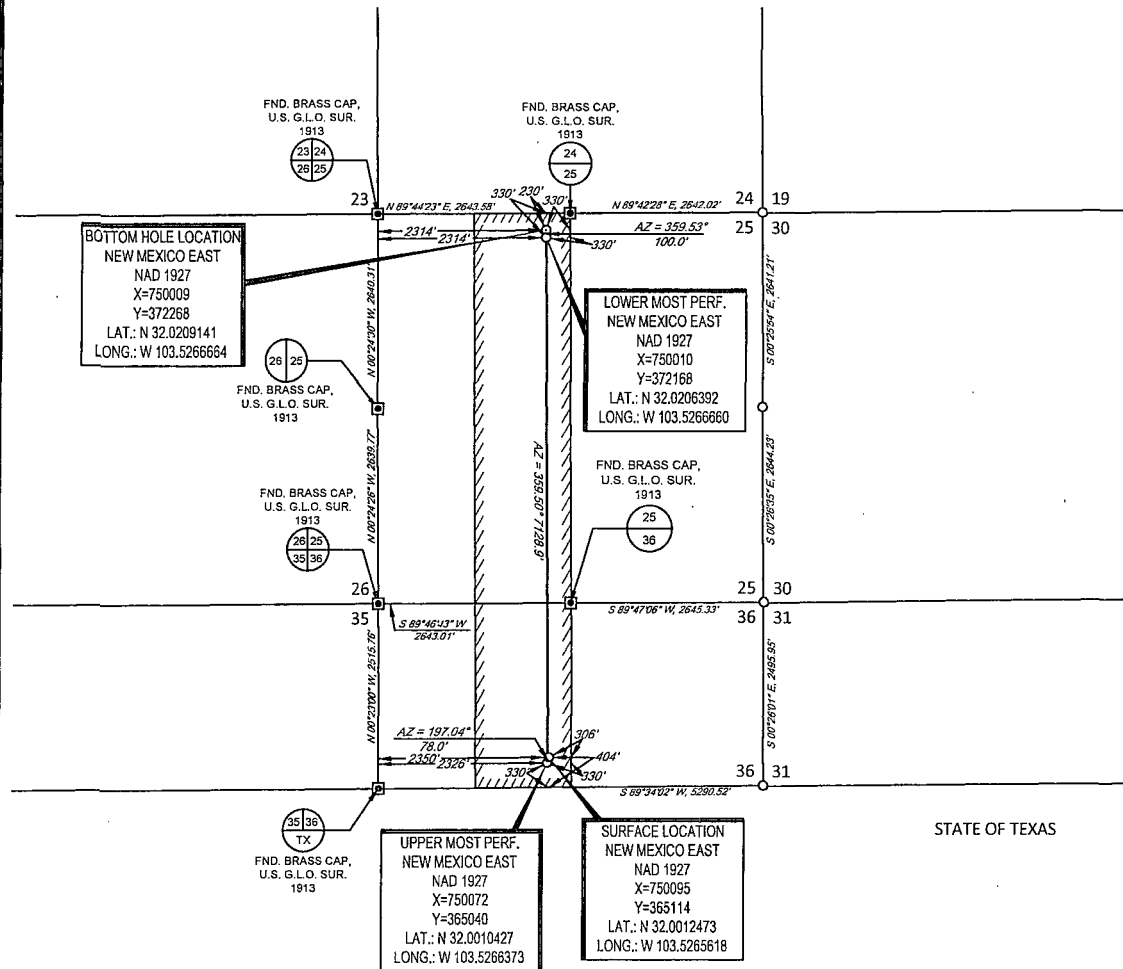 FND. BRASS CAP,
U.S. G.L.O. SUR.
1913
23 24
26 25
FND. BRASS CAP,
U.S. G.L.O. SUR.
1913
24
25
23
N 89°44'23" E, 2643.58'
330'
230'
330'
N 89°42'28" E, 2642.02'
24 19
25 30
2314'
2314'
AZ = 359.53°
100.0'
330'
BOTTOM HOLE LOCATION
NEW MEXICO EAST
NAD 1927
X=750009
Y=372268
LAT.: N 32.0209141
LONG.: W 103.5266664
N 00°24'30" W, 2640.31'
S 00°25'54" E, 2641.21'
LOWER MOST PERF.
NEW MEXICO EAST
NAD 1927
X=750010
Y=372168
LAT.: N 32.0206392
LONG.: W 103.5266660
26 25
FND. BRASS CAP,
U.S. G.L.O. SUR.
1913
N 00°24'26" W, 2639.77'
AZ = 359.50° 7128.9'
S 00°26'35" E, 2644.23'
FND. BRASS CAP,
U.S. G.L.O. SUR.
1913
25
36
FND. BRASS CAP,
U.S. G.L.O. SUR.
1913
26 25
35 36
26
35
25 30
36 31
S 89°46'43" W
2643.01'
S 89°47'06" W, 2645.33'
N 00°23'00" W, 2515.76'
S 00°26'01" E, 2495.95'
AZ = 197.04°
78.0'
2350'
2326'
306'
404'
330'
330'
36 31
S 89°34'02" W, 5290.52'
35 36
TX
FND. BRASS CAP,
U.S. G.L.O. SUR.
1913
UPPER MOST PERF.
NEW MEXICO EAST
NAD 1927
X=750072
Y=365040
LAT.: N 32.0010427
LONG.: W 103.5266373
SURFACE LOCATION
NEW MEXICO EAST
NAD 1927
X=750095
Y=365114
LAT.: N 32.0012473
LONG.: W 103.5265618
STATE OF TEXAS